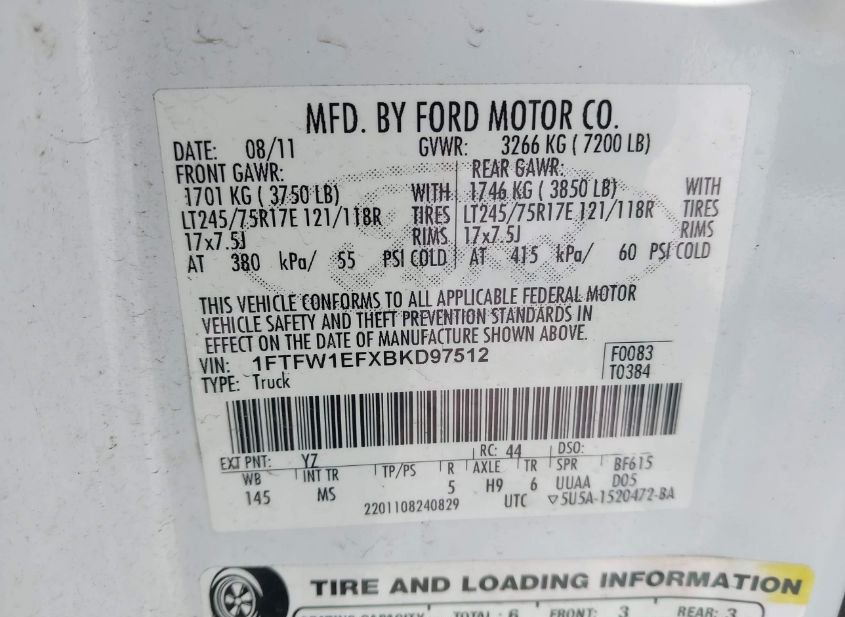 MFD. BY FORD MOTOR CO.
DATE: 08/11 GVWR: 3266 KG ( 7200 LB)
FRONT GAWR: REAR GAWR:
1701 KG ( 3750 LB) WITH 1746 KG ( 3850 LB) WITH
LT245/75R17E 121/118R TIRES LT245/75R17E 121/118R TIRES
17x7.5J RIMS 17x7.5J RIMS
AT 380 kPa/ 55 PSI COLD AT 415 kPa/ 60 PSI COLD
THIS VEHICLE CONFORMS TO ALL APPLICABLE FEDERAL MOTOR
VEHICLE SAFETY AND THEFT PREVENTION STANDARDS IN
EFFECT ON THE DATE OF MANUFACTURE SHOWN ABOVE.
VIN: 1FTFW1EFXBKD97512 F0083
TYPE: Truck T0384
EXT PNT: YZ RC: 44 DSO:
WB INT TR TP/PS R AXLE TR SPR BF615
145 MS 5 H9 6 UUAA D05
2201108240829 UTC ▽5U5A-1520472-BA
TIRE AND LOADING INFORMATION
SEATING CAPACITY TOTAL : 6 FRONT: 3 REAR: 3